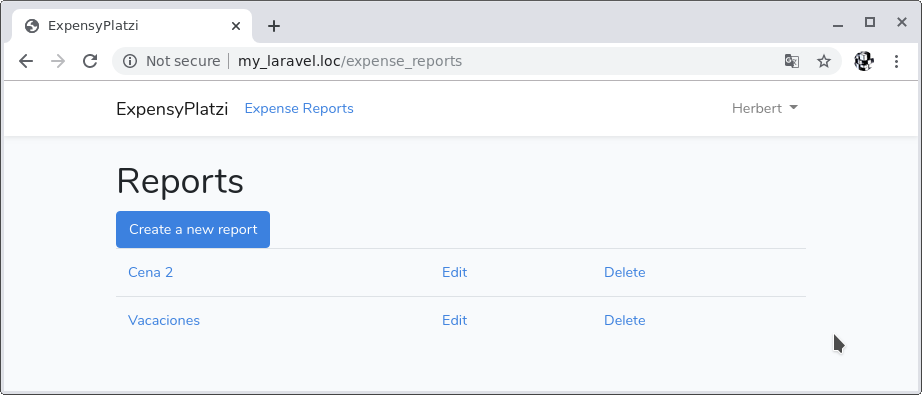 ExpensyPlatzi
Not secure my_laravel.loc/expense_reports
ExpensyPlatzi Expense Reports Herbert
Reports
Create a new report
Cena 2 Edit Delete
Vacaciones Edit Delete